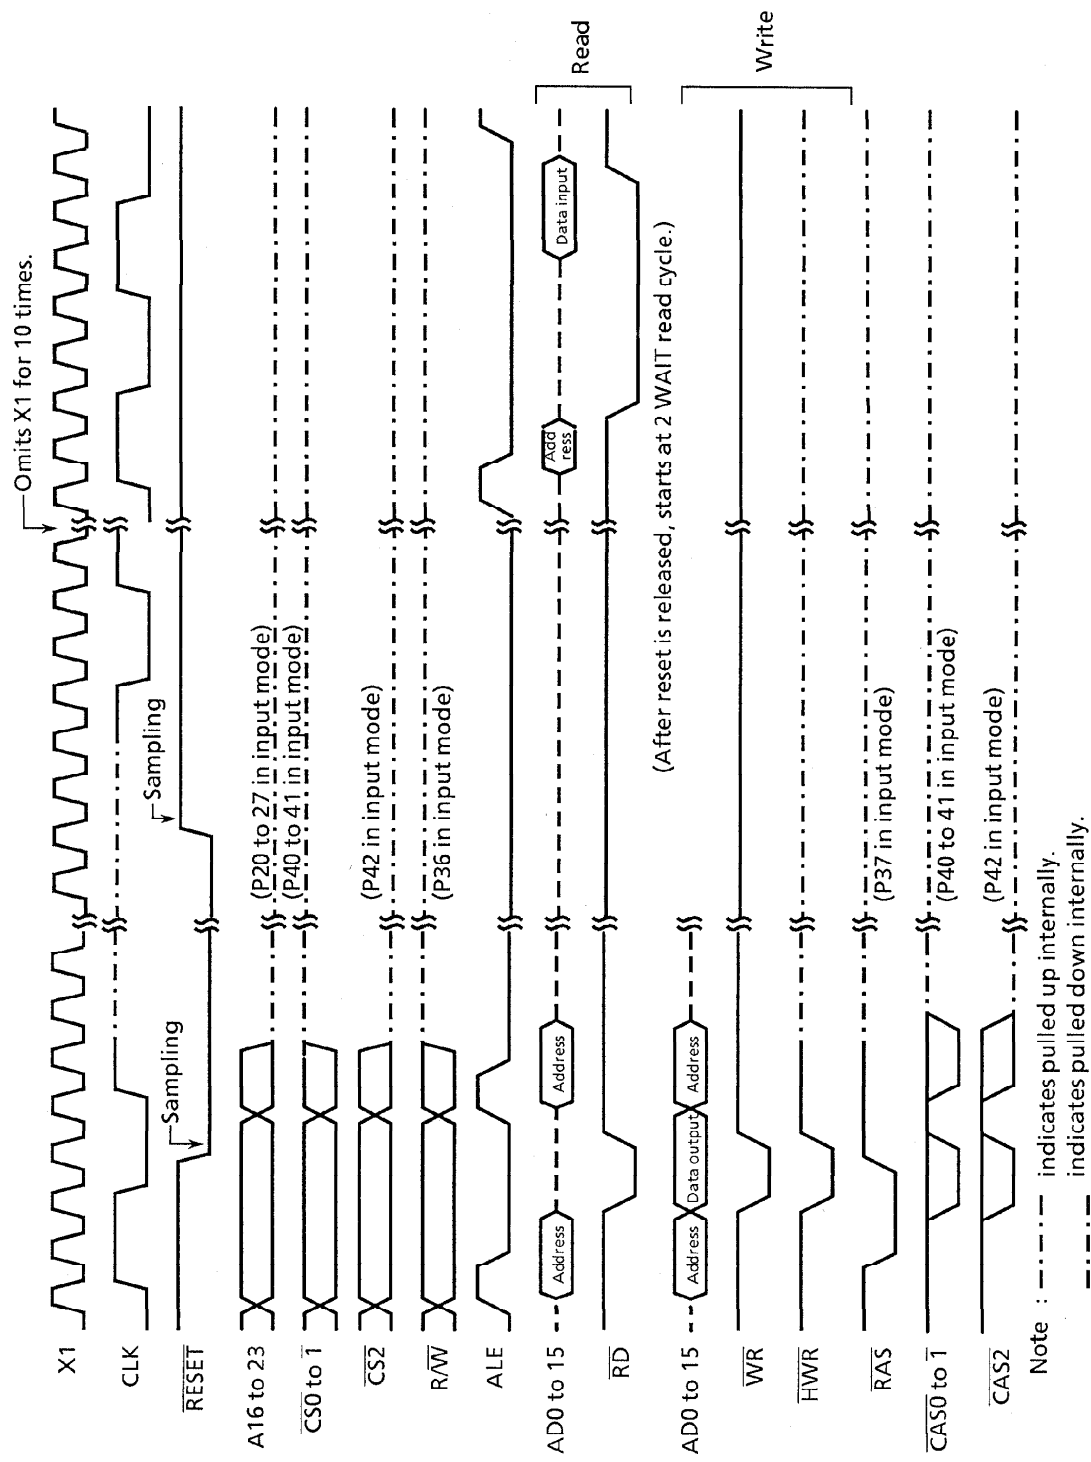 Omits X1 for 10 times.
X1
CLK
RESET
Sampling
Sampling
A16 to 23
(P20 to 27 in input mode)
CS0 to 1
(P40 to 41 in input mode)
CS2
(P42 in input mode)
R/W
(P36 in input mode)
ALE
AD0 to 15
Address
Address
Add
ress
Data input
Read
RD
(After reset is released, starts at 2 WAIT read cycle.)
AD0 to 15
Address
Data output
Address
WR
Write
HWR
RAS
(P37 in input mode)
CAS0 to 1
(P40 to 41 in input mode)
CAS2
(P42 in input mode)
Note : indicates pulled up internally.
indicates pulled down internally.